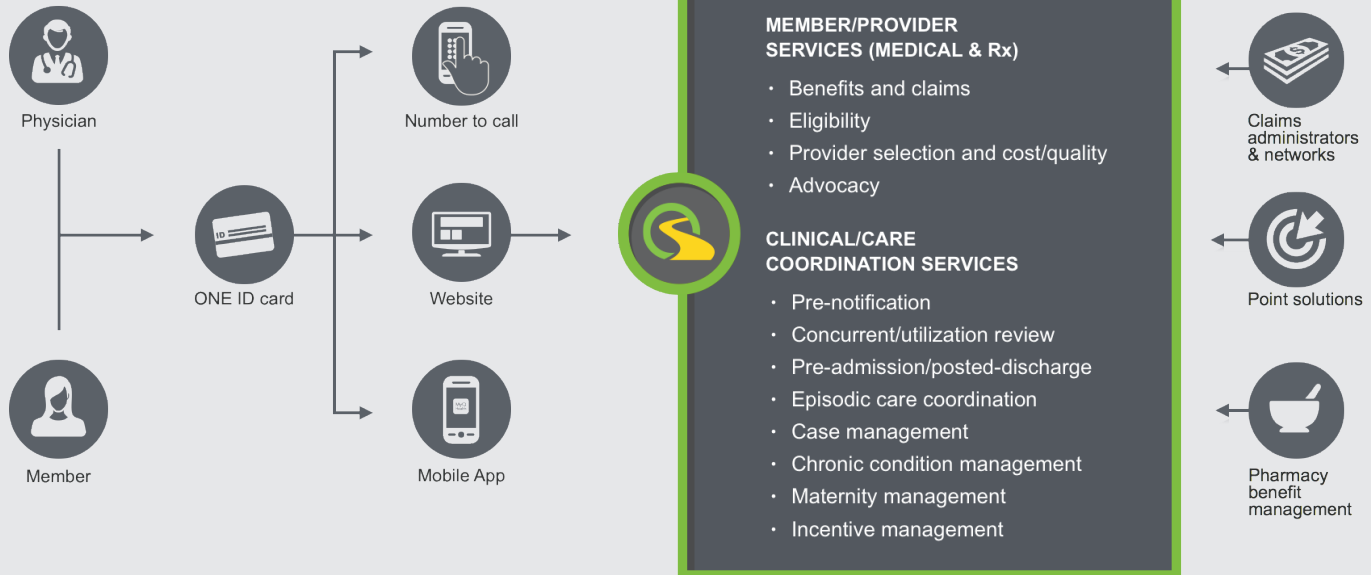 Physician
Member
ID
ONE ID card
Number to call
Website
Mobile App
MEMBER/PROVIDER
SERVICES (MEDICAL & Rx)
· Benefits and claims
· Eligibility
· Provider selection and cost/quality
· Advocacy
CLINICAL/CARE
COORDINATION SERVICES
· Pre-notification
· Concurrent/utilization review
· Pre-admission/posted-discharge
· Episodic care coordination
· Case management
· Chronic condition management
· Maternity management
· Incentive management
Claims
administrators
& networks
Point solutions
Pharmacy
benefit
management